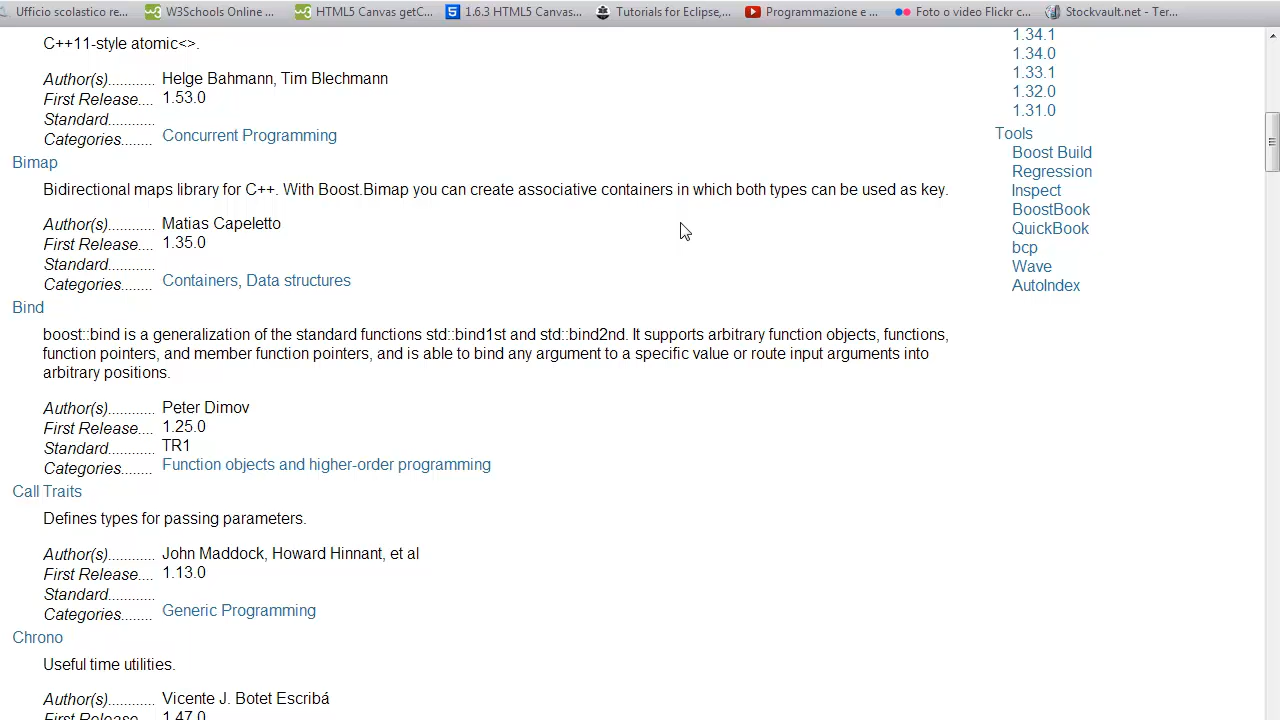 Ufficio scolastico re... W3Schools Online ... HTML5 Canvas getC... 1.6.3 HTML5 Canvas... Tutorials for Eclipse,... Programmazione e ... Foto o video Flickr c... Stockvault.net - Ter...
C++11-style atomic<>.
Author(s)............ Helge Bahmann, Tim Blechmann
First Release.... 1.53.0
Standard............
Categories........ Concurrent Programming
Bimap
Bidirectional maps library for C++. With Boost.Bimap you can create associative containers in which both types can be used as key.
Author(s)............ Matias Capeletto
First Release.... 1.35.0
Standard............
Categories........ Containers, Data structures
Bind
boost::bind is a generalization of the standard functions std::bind1st and std::bind2nd. It supports arbitrary function objects, functions,
function pointers, and member function pointers, and is able to bind any argument to a specific value or route input arguments into
arbitrary positions.
Author(s)............ Peter Dimov
First Release.... 1.25.0
Standard............ TR1
Categories........ Function objects and higher-order programming
Call Traits
Defines types for passing parameters.
Author(s)............ John Maddock, Howard Hinnant, et al
First Release.... 1.13.0
Standard............
Categories........ Generic Programming
Chrono
Useful time utilities.
Author(s)............ Vicente J. Botet Escribá
First Release.... 1.47.0
1.34.1
1.34.0
1.33.1
1.32.0
1.31.0
Tools
Boost Build
Regression
Inspect
BoostBook
QuickBook
bcp
Wave
AutoIndex